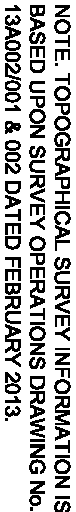 NOTE. TOPOGRAPHICAL SURVEY INFORMATION IS
BASED UPON SURVEY OPERATIONS DRAWING No.
13A002/001 & 002 DATED FEBRUARY 2013.